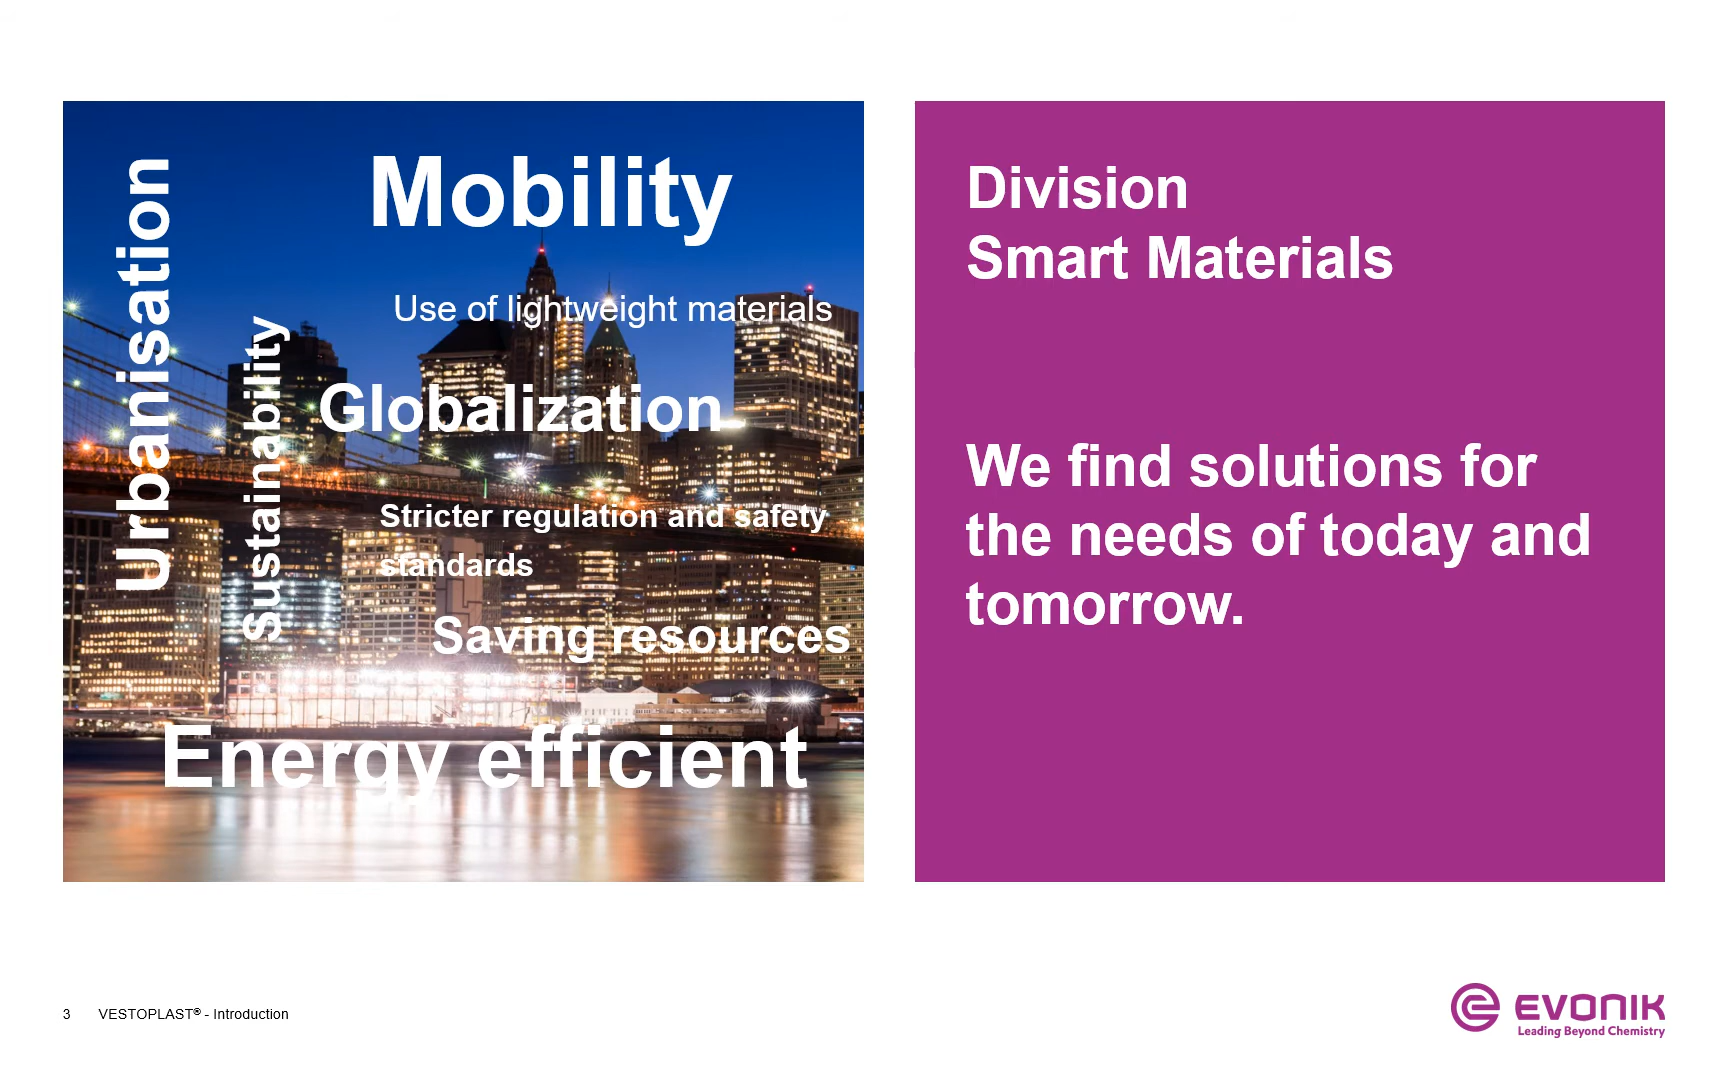 Urbanisation
Sustainability
Mobility
Use of lightweight materials
Globalization
Stricter regulation and safety
standards
Saving resources
Energy efficient
Division
Smart Materials
We find solutions for
the needs of today and
tomorrow.
3 VESTOPLAST® - Introduction
EVONIK
Leading Beyond Chemistry